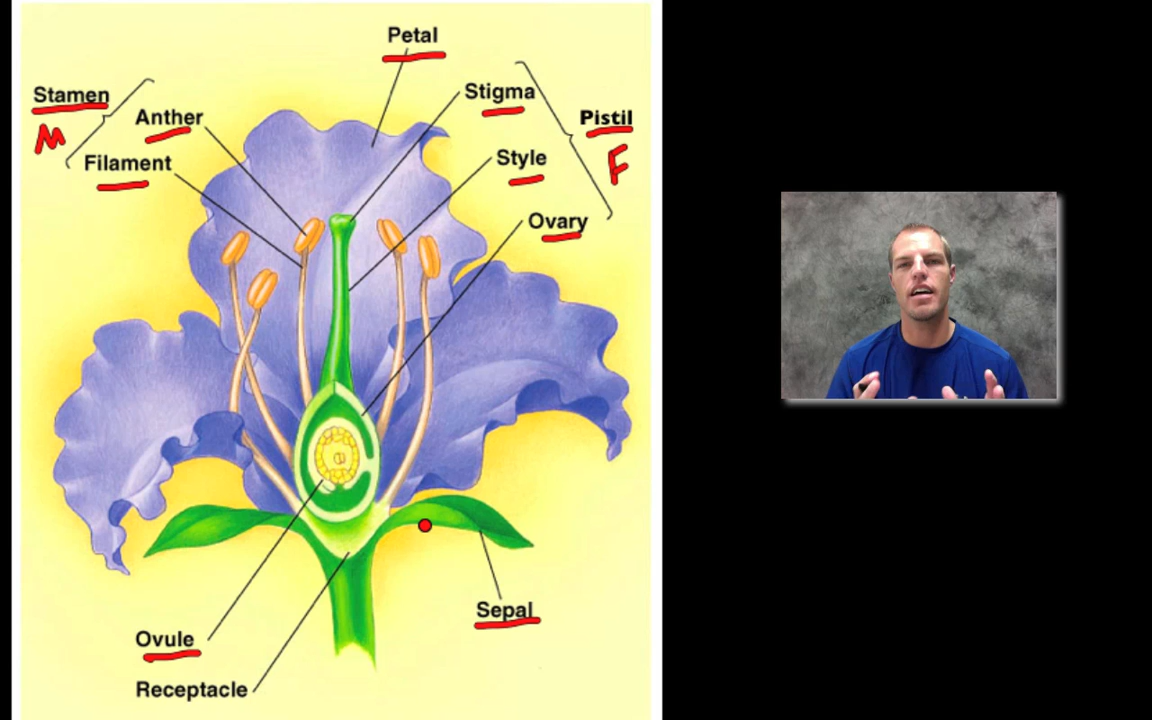 Petal
Stamen
M
Anther
Filament
Stigma
Style
Ovary
Pistil
F
Sepal
Ovule
Receptacle